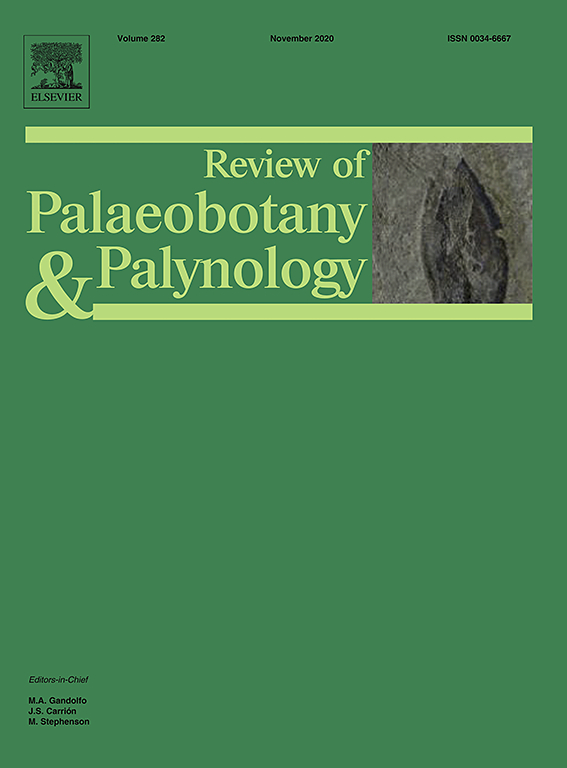 Volume 282 November 2020 ISSN 0034-6667
ELSEVIER
Review of
Palaeobotany
& Palynology
Editors-in-Chief
M.A. Gandolfo
J.S. Carrión
M. Stephenson